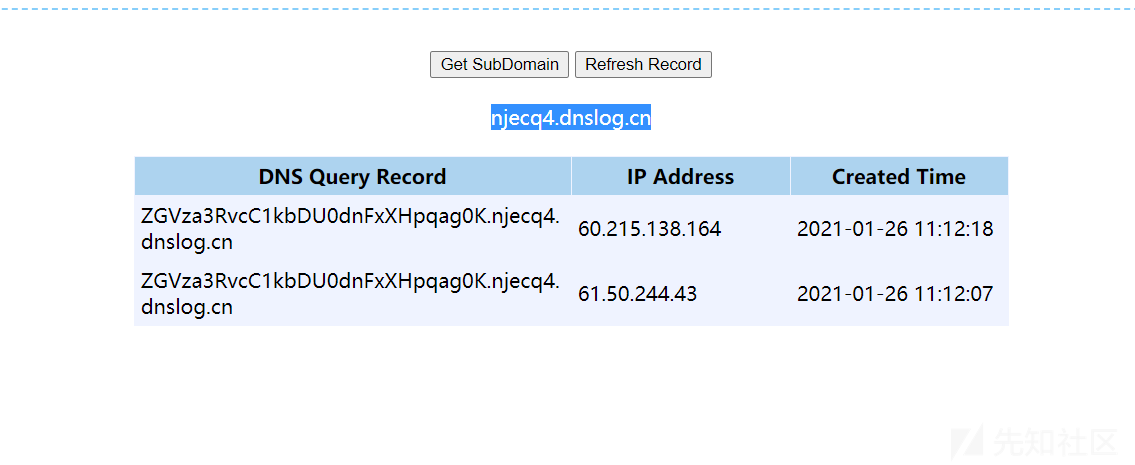 Get SubDomain Refresh Record
njecq4.dnslog.cn
DNS Query Record IP Address Created Time
ZGVza3RvcC1kbDU0dnFxXHpqag0K.njecq4.
dnslog.cn 60.215.138.164 2021-01-26 11:12:18
ZGVza3RvcC1kbDU0dnFxXHpqag0K.njecq4.
dnslog.cn 61.50.244.43 2021-01-26 11:12:07
先知社区